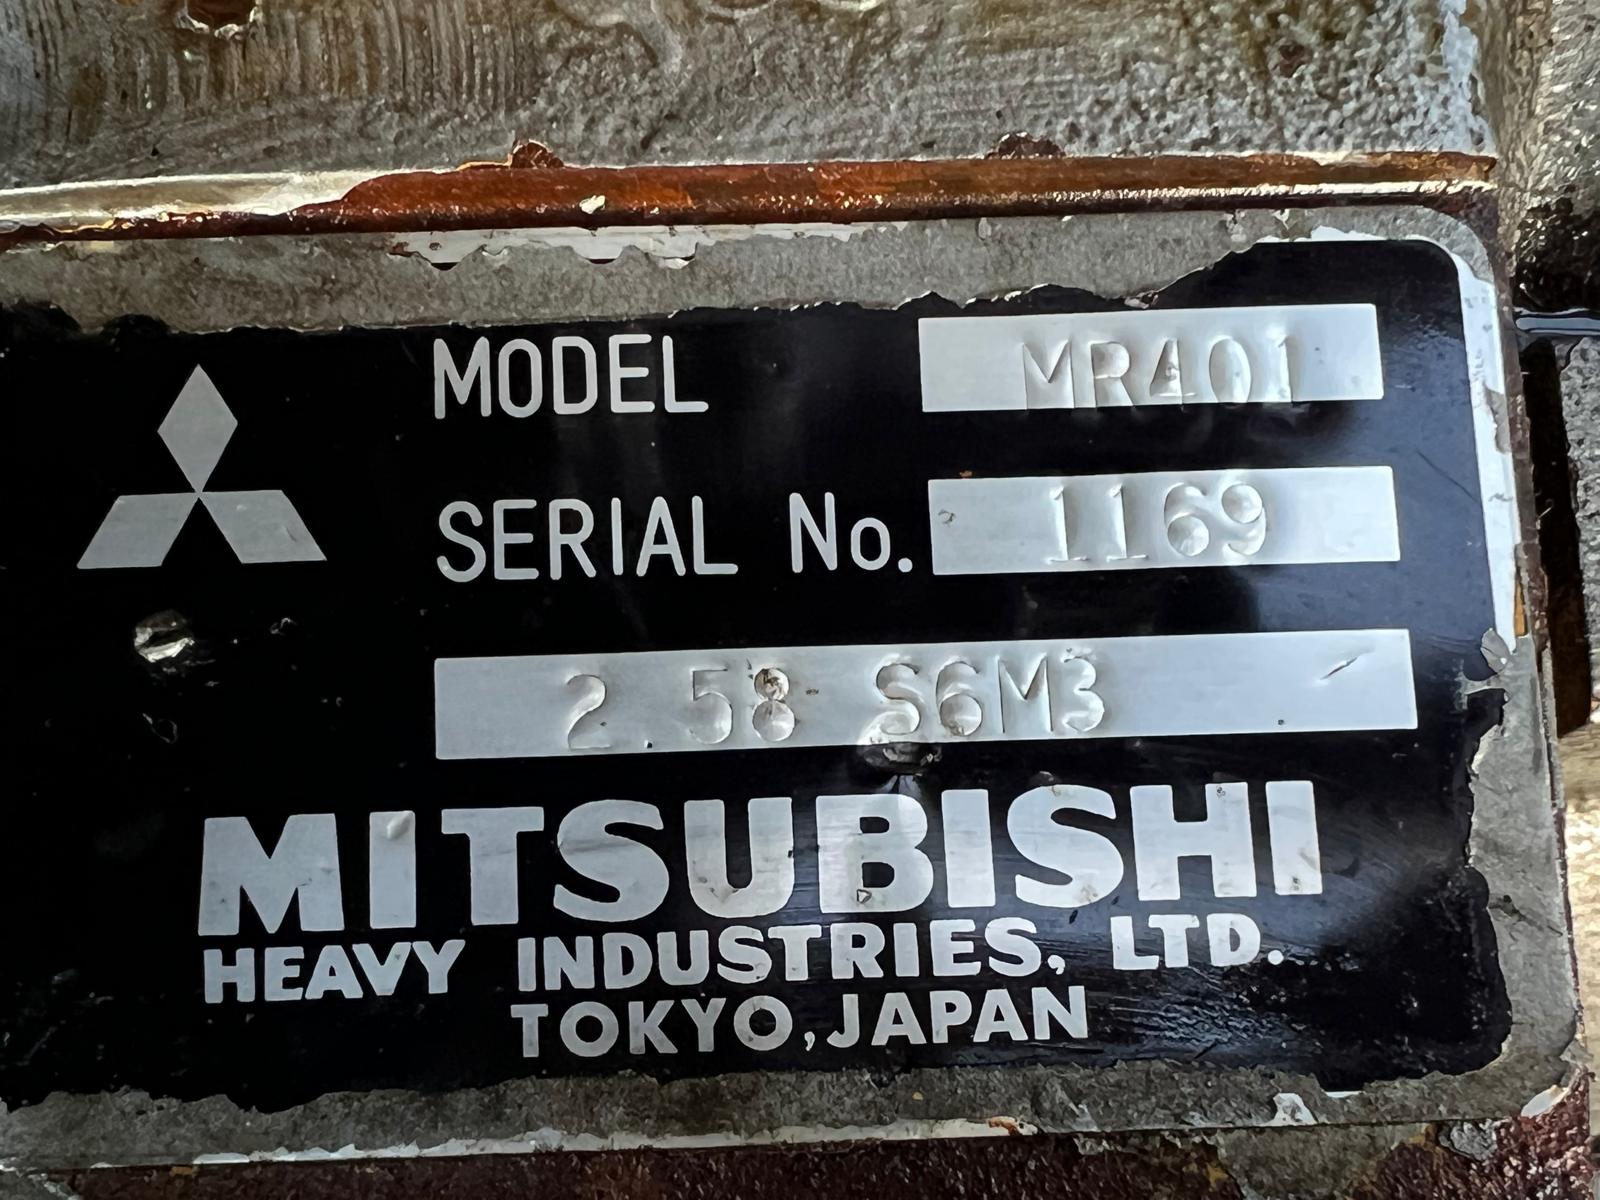 MODEL MR401
SERIAL No. 1169
2.58 S6M3
MITSUBISHI
HEAVY INDUSTRIES, LTD.
TOKYO, JAPAN